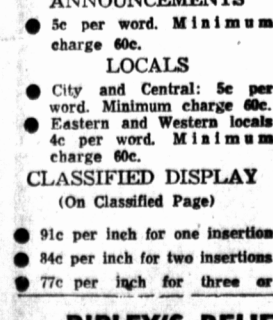 ANNOUNCEMENTS
● 5c per word. Minimum
charge 60c.
LOCALS
● City and Central: 5c per
word. Minimum charge 60c.
● Eastern and Western locals
4c per word. Minimum
charge 60c.
CLASSIFIED DISPLAY
(On Classified Page)
● 91c per inch for one insertion
● 84c per inch for two insertions
● 77c per inch for three or